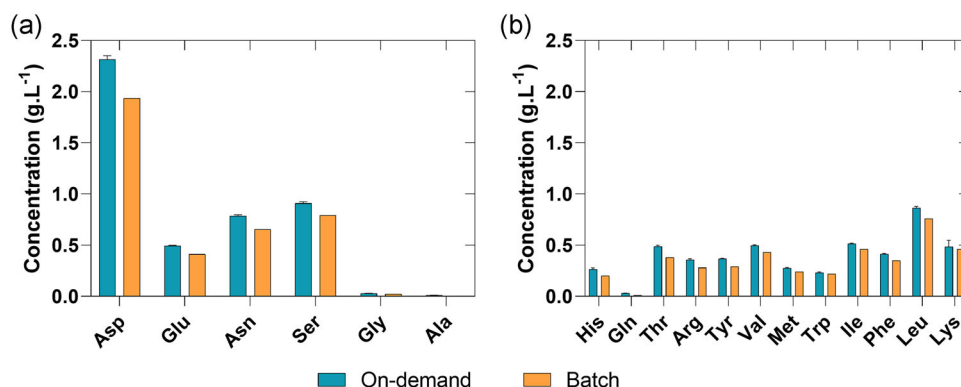 (a)
Concentration (g.L⁻¹)
2.5
2.0
1.5
1.0
0.5
0.0
Asp
Glu
Asn
Ser
Gly
Ala
(b)
Concentration (g.L⁻¹)
2.5
2.0
1.5
1.0
0.5
0.0
His
Gln
Thr
Arg
Tyr
Val
Met
Trp
Ile
Phe
Leu
Lys
On-demand
Batch